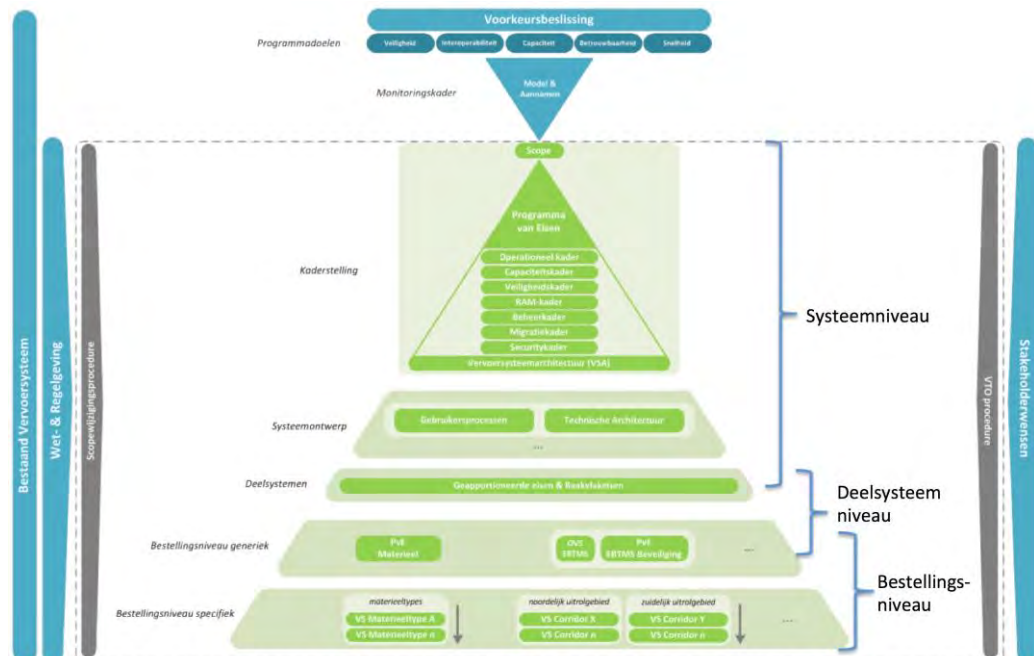 Voorkeursbeslissing
Programmadoelen
Veiligheid
Interoperabiliteit
Capaciteit
Betrouwbaarheid
Snelheid
Monitoringskader
Model &
Aannamen
Scope
Programma
van Eisen
Kaderstelling
Operationeel kader
Capaciteitskader
Veiligheidskader
RAM-kader
Beheerkader
Migratiekader
Securitykader
Vervoersysteemarchitectuur (VSA)
Systeemniveau
Systeemontwerp
Gebruikersprocessen
Technische Architectuur
...
Deelsystemen
Geapportioneerde eisen & Raakvlakeisen
Deelsysteem
niveau
Bestellingsniveau generiek
PvE
Materieel
OVS
ERTMS
PvE
ERTMS Beveiliging
....
Bestellings-
niveau
Bestellingsniveau specifiek
materieeltypes
VS Materieeltype A
VS Materieeltype n
noordelijk uitrolgebied
VS Corridor X
VS Corridor n
zuidelijk uitrolgebied
VS Corridor Y
VS Corridor n
....
Bestaand Vervoersysteem
Wet- & Regelgeving
Scopewijzigingsprocedure
VTO procedure
Stakeholderwensen